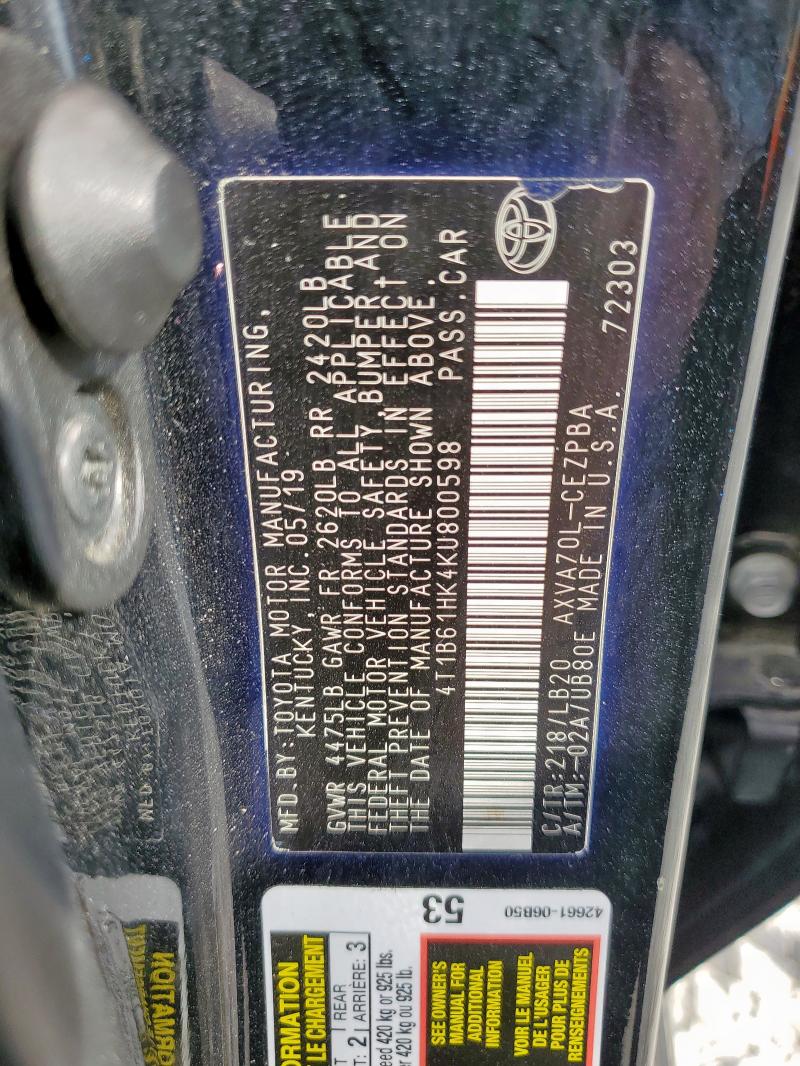 MFD. BY: TOYOTA MOTOR MANUFACTURING,
KENTUCKY, INC. 05/19
GVWR 4475LB GAWR FR 2620LB RR 2420LB
THIS VEHICLE CONFORMS TO ALL APPLICABLE
FEDERAL MOTOR VEHICLE SAFETY, BUMPER, AND
THEFT PREVENTION STANDARDS IN EFFECT ON
THE DATE OF MANUFACTURE SHOWN ABOVE.
4T1B61HK4KU800598 PASS.CAR
C/TR:218/LB20 AXVA70L-CEZPBA
A/TM:-02A/UB80E MADE IN U.S.A. 72303
53
42661-06B50
ORMATION
T LE CHARGEMENT
T 2 REAR
T: 2 ARRIÈRE: 3
eed 420 kg or 925 lbs.
r 420 kg ou 925 lb.
SEE OWNER'S
MANUAL FOR
ADDITIONAL
INFORMATION
VOIR LE MANUEL
DE L'USAGER
POUR PLUS DE
RENSEIGNEMENTS